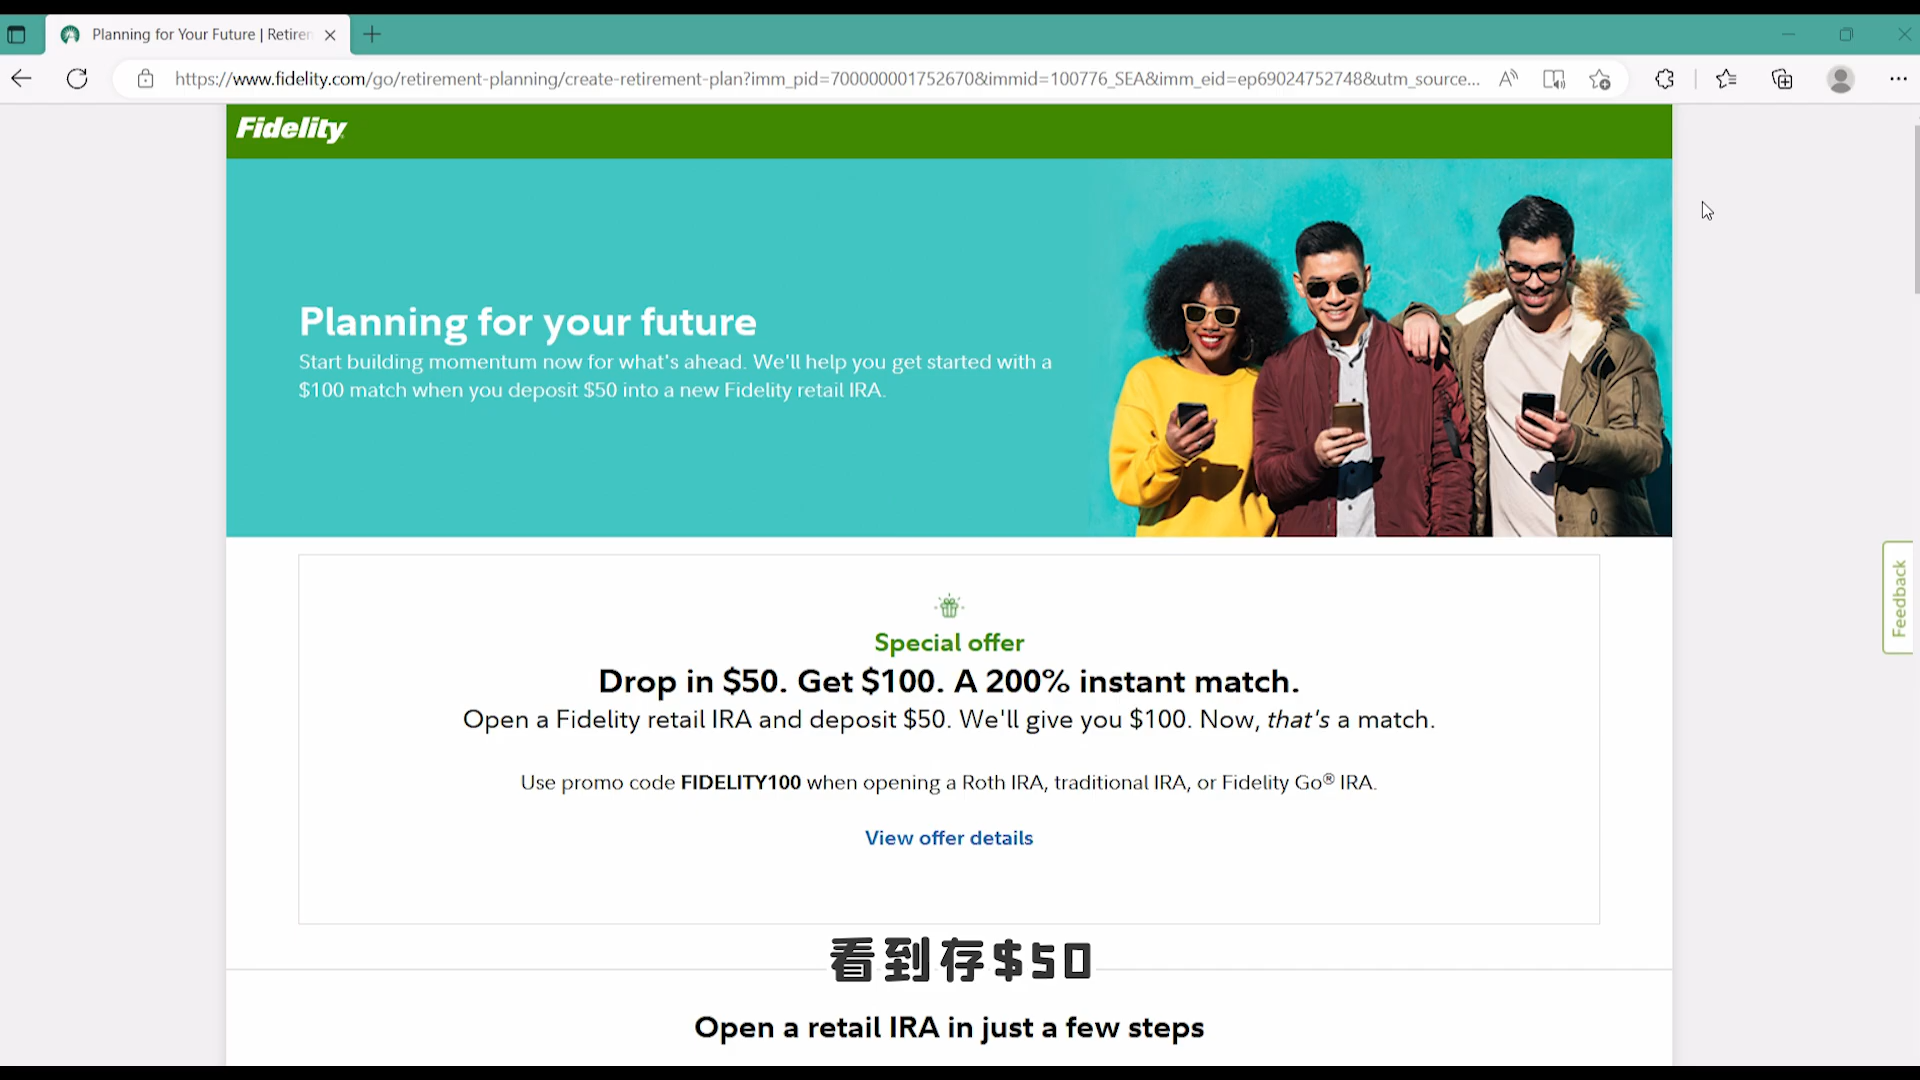 Planning for Your Future | Retirem
https://www.fidelity.com/go/retirement-planning/create-retirement-plan?imm_pid=700000001752670&immid=100776_SEA&imm_eid=ep69024752748&utm_source...
Fidelity
Planning for your future
Start building momentum now for what's ahead. We'll help you get started with a
$100 match when you deposit $50 into a new Fidelity retail IRA.
Special offer
Drop in $50. Get $100. A 200% instant match.
Open a Fidelity retail IRA and deposit $50. We'll give you $100. Now, that's a match.
Use promo code FIDELITY100 when opening a Roth IRA, traditional IRA, or Fidelity Go® IRA.
View offer details
Feedback
看到存$50
Open a retail IRA in just a few steps